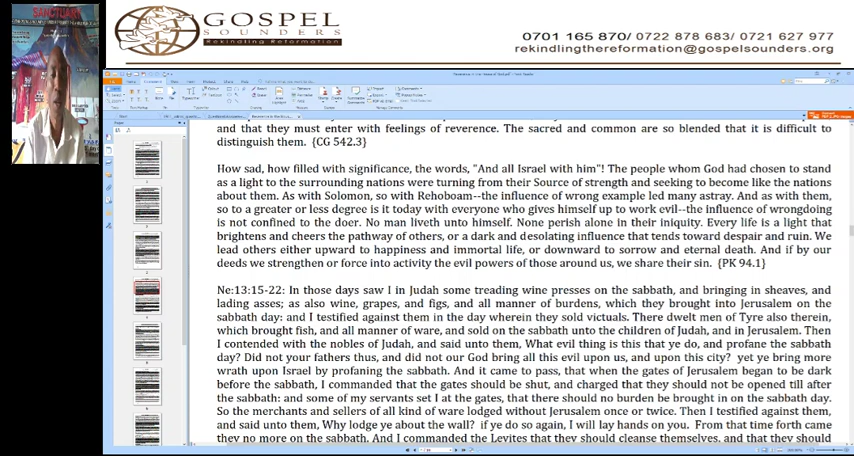 SANCTUARY
GOSPEL
SOUNDERS
Rekindling Reformation
0701 165 870/ 0722 878 683/ 0721 627 977
rekindlingthereformation@gospelsounders.org
and that they must enter with feelings of reverence. The sacred and common are so blended that it is difficult to
distinguish them. {CG 542.3}
How sad, how filled with significance, the words, "And all Israel with him"! The people whom God had chosen to stand
as a light to the surrounding nations were turning from their Source of strength and seeking to become like the nations
about them. As with Solomon, so with Rehoboam--the influence of wrong example led many astray. And as with them,
so to a greater or less degree is it today with everyone who gives himself up to work evil--the influence of wrongdoing
is not confined to the doer. No man liveth unto himself. None perish alone in their iniquity. Every life is a light that
brightens and cheers the pathway of others, or a dark and desolating influence that tends toward despair and ruin. We
lead others either upward to happiness and immortal life, or downward to sorrow and eternal death. And if by our
deeds we strengthen or force into activity the evil powers of those around us, we share their sin. {PK 94.1}
Ne:13:15-22: In those days saw I in Judah some treading wine presses on the sabbath, and bringing in sheaves, and
lading asses; as also wine, grapes, and figs, and all manner of burdens, which they brought into Jerusalem on the
sabbath day: and I testified against them in the day wherein they sold victuals. There dwelt men of Tyre also therein,
which brought fish, and all manner of ware, and sold on the sabbath unto the children of Judah, and in Jerusalem. Then
I contended with the nobles of Judah, and said unto them, What evil thing is this that ye do, and profane the sabbath
day? Did not your fathers thus, and did not our God bring all this evil upon us, and upon this city? yet ye bring more
wrath upon Israel by profaning the sabbath. And it came to pass, that when the gates of Jerusalem began to be dark
before the sabbath, I commanded that the gates should be shut, and charged that they should not be opened till after
the sabbath: and some of my servants set I at the gates, that there should no burden be brought in on the sabbath day.
So the merchants and sellers of all kind of ware lodged without Jerusalem once or twice. Then I testified against them,
and said unto them, Why lodge ye about the wall? if ye do so again, I will lay hands on you. From that time forth came
they no more on the sabbath. And I commanded the Levites that they should cleanse themselves, and that they should